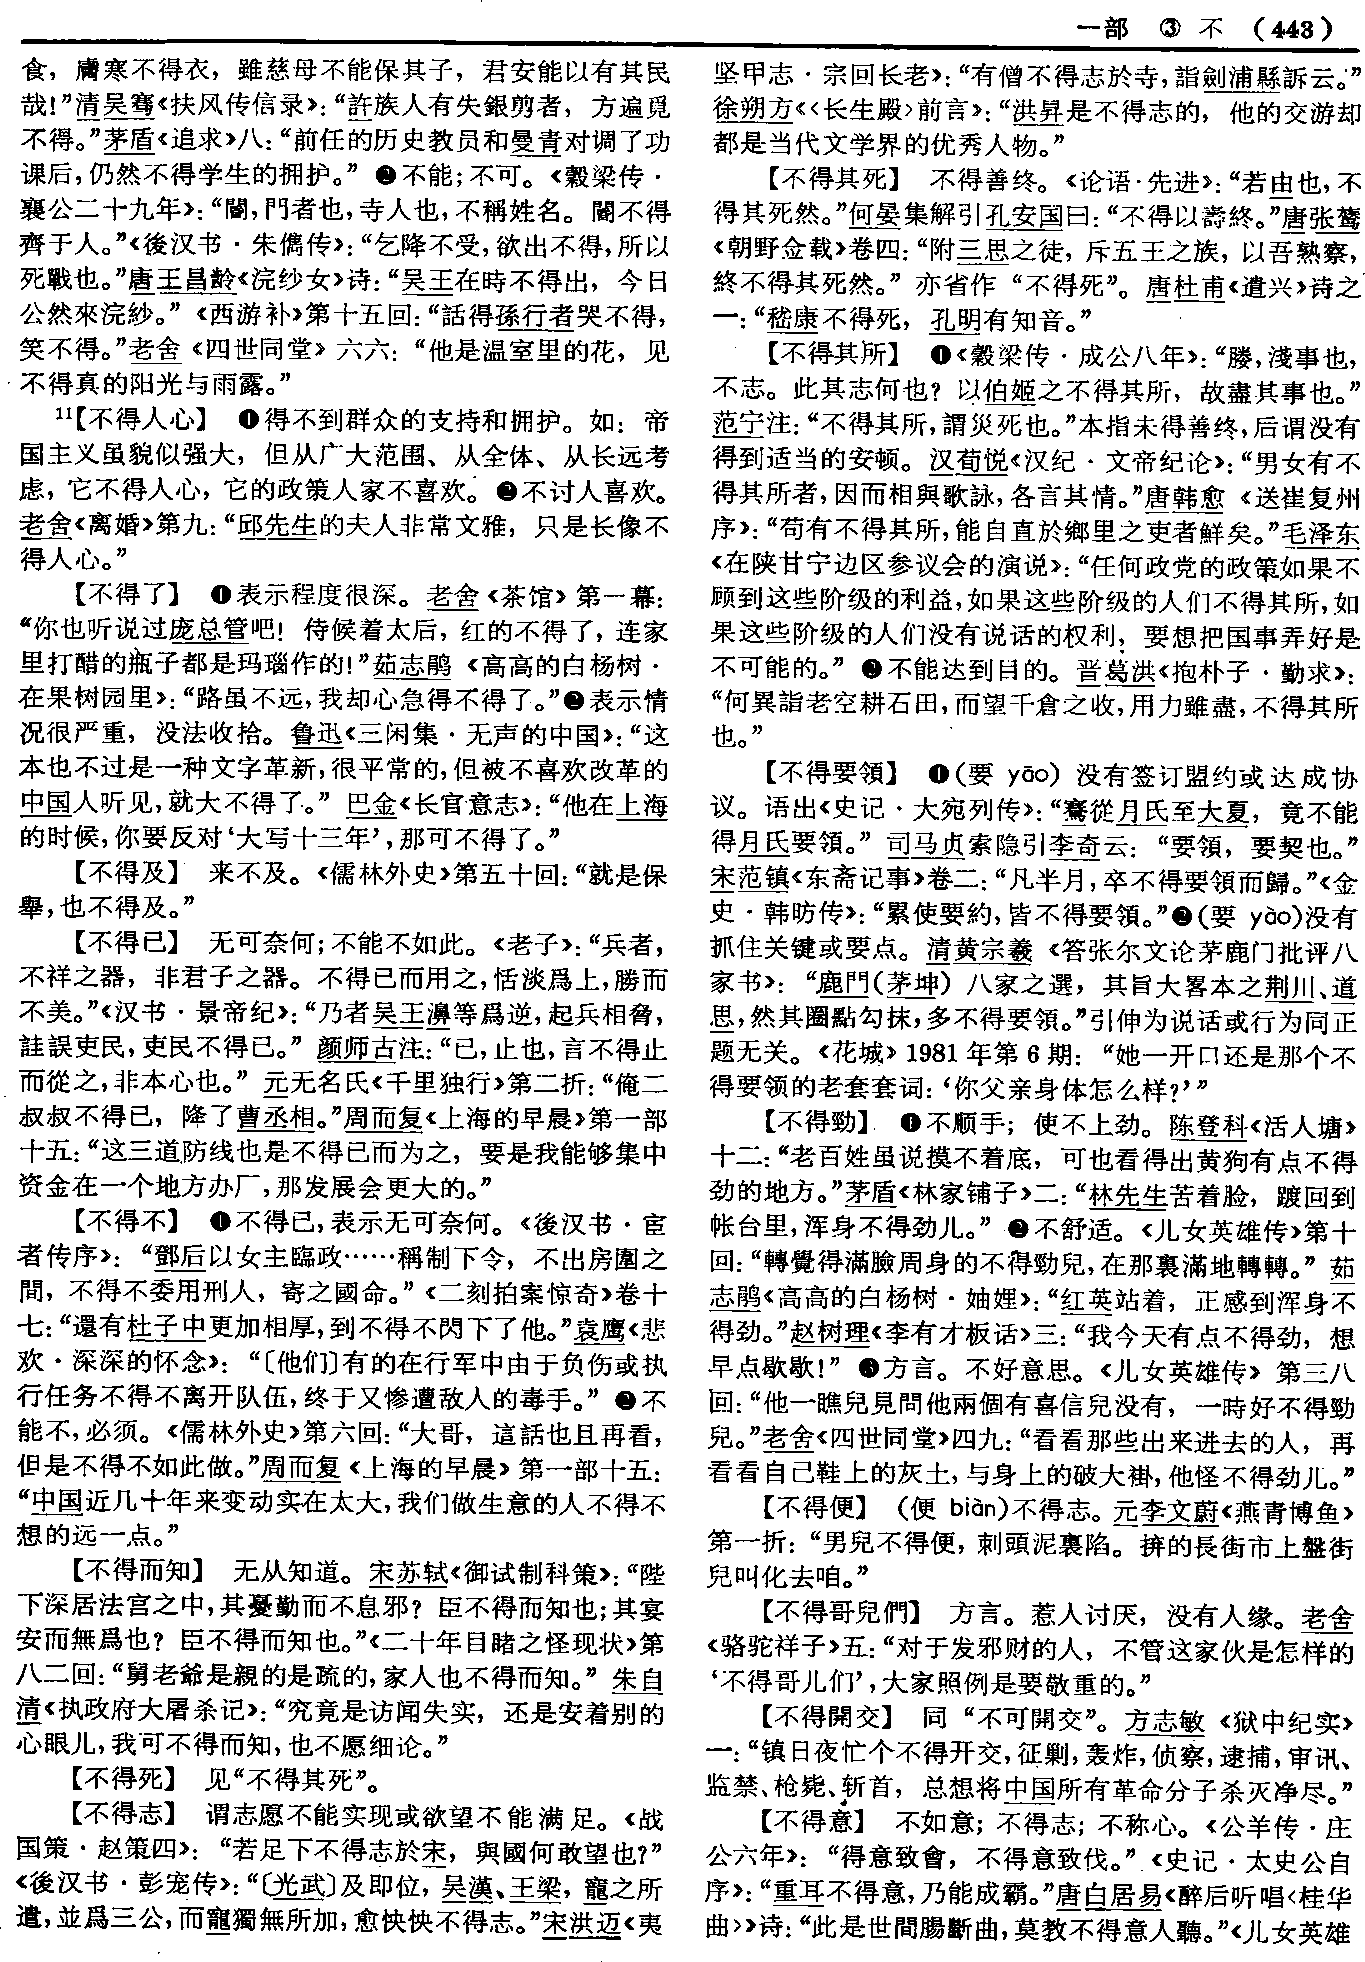 一部 ③ 不 （443）
食，膚寒不得衣，雖慈母不能保其子，君安能以有其民
哉！”清吴骞《扶风传信录》：“許族人有失銀剪者，方遍覓
不得。”茅盾《追求》八：“前任的历史教员和曼青对调了功
课后，仍然不得学生的拥护。” ❷不能；不可。《穀梁传·
襄公二十九年》：“閽，門者也，寺人也，不稱姓名。閽不得
齊于人。”《後汉书·朱儁传》：“乞降不受，欲出不得，所以
死戰也。”唐王昌龄《浣纱女》诗：“吴王在時不得出，今日
公然來浣紗。”《西游补》第十五回：“話得孫行者哭不得，
笑不得。”老舍《四世同堂》六六：“他是温室里的花，见
不得真的阳光与雨露。”
11【不得人心】 ❶得不到群众的支持和拥护。如：帝
国主义虽貌似强大，但从广大范围、从全体、从长远考
虑，它不得人心，它的政策人家不喜欢。❷不讨人喜欢。
老舍《离婚》第九：“邱先生的夫人非常文雅，只是长像不
得人心。”
【不得了】 ❶表示程度很深。老舍《茶馆》第一幕：
“你也听说过庞总管吧！侍候着太后，红的不得了，连家
里打醋的瓶子都是玛瑙作的！”茹志鹃《高高的白杨树·
在果树园里》：“路虽不远，我却心急得不得了。”❷表示情
况很严重，没法收拾。鲁迅《三闲集·无声的中国》：“这
本也不过是一种文字革新，很平常的，但被不喜欢改革的
中国人听见，就大不得了。” 巴金《长官意志》：“他在上海
的时候，你要反对‘大写十三年’，那可不得了。”
【不得及】 来不及。《儒林外史》第五十回：“就是保
舉，也不得及。”
【不得已】 无可奈何；不能不如此。《老子》：“兵者，
不祥之器，非君子之器。不得已而用之，恬淡爲上，勝而
不美。”《汉书·景帝纪》：“乃者吴王濞等爲逆，起兵相脅，
詿誤吏民，吏民不得已。” 颜师古注：“已，止也，言不得止
而從之，非本心也。” 元无名氏《千里独行》第二折：“俺二
叔叔不得已，降了曹丞相。”周而复《上海的早晨》第一部
十五：“这三道防线也是不得已而为之，要是我能够集中
资金在一个地方办厂，那发展会更大的。”
【不得不】 ❶不得已，表示无可奈何。《後汉书·宦
者传序》：“鄧后以女主臨政……稱制下令，不出房闈之
間，不得不委用刑人，寄之國命。”《二刻拍案惊奇》卷十
七：“還有杜子中更加相厚，到不得不閃下了他。”袁鹰《悲
欢·深深的怀念》：“〔他们〕有的在行军中由于负伤或执
行任务不得不离开队伍，终于又惨遭敌人的毒手。” ❷不
能不，必须。《儒林外史》第六回：“大哥，這話也且再看，
但是不得不如此做。”周而复《上海的早晨》第一部十五：
“中国近几十年来变动实在太大，我们做生意的人不得不
想的远一点。”
【不得而知】 无从知道。宋苏轼《御试制科策》：“陛
下深居法宫之中，其憂勤而不息邪？臣不得而知也；其宴
安而無爲也？臣不得而知也。”《二十年目睹之怪现状》第
八二回：“舅老爺是親的是疏的，家人也不得而知。” 朱自
清《执政府大屠杀记》：“究竟是访闻失实，还是安着别的
心眼儿，我可不得而知，也不愿细论。”
【不得死】 见“不得其死”。
【不得志】 谓志愿不能实现或欲望不能满足。《战
国策·赵策四》：“若足下不得志於宋，與國何敢望也？”
《後汉书·彭宠传》：“〔光武〕及即位，吴漢、王梁，寵之所
遣，並爲三公，而寵獨無所加，愈怏怏不得志。”宋洪迈《夷
坚甲志·宗回长老》：“有僧不得志於寺，詣劍浦縣訴云。”
徐朔方《〈长生殿〉前言》：“洪昇是不得志的，他的交游却
都是当代文学界的优秀人物。”
【不得其死】 不得善终。《论语·先进》：“若由也，不
得其死然。”何晏集解引孔安国曰：“不得以壽終。”唐张鷟
《朝野佥载》卷四：“附三思之徒，斥五王之族，以吾熟察，
終不得其死然。” 亦省作“不得死”。唐杜甫《遣兴》诗之
一：“嵇康不得死，孔明有知音。”
【不得其所】 ❶《穀梁传·成公八年》：“媵，淺事也，
不志。此其志何也？以伯姬之不得其所，故盡其事也。”
范宁注：“不得其所，謂災死也。”本指未得善终，后谓没有
得到适当的安顿。汉荀悦《汉纪·文帝纪论》：“男女有不
得其所者，因而相與歌詠，各言其情。”唐韩愈《送崔复州
序》：“苟有不得其所，能自直於鄉里之吏者鮮矣。”毛泽东
《在陕甘宁边区参议会的演说》：“任何政党的政策如果不
顾到这些阶级的利益，如果这些阶级的人们不得其所，如
果这些阶级的人们没有说话的权利，要想把国事弄好是
不可能的。” ❷不能达到目的。晋葛洪《抱朴子·勤求》：
“何異詣老空耕石田，而望千倉之收，用力雖盡，不得其所
也。”
【不得要領】 ❶（要 yāo）没有签订盟约或达成协
议。语出《史记·大宛列传》：“騫從月氏至大夏，竟不能
得月氏要領。” 司马贞索隐引李奇云：“要領，要契也。”
宋范镇《东斋记事》卷二：“凡半月，卒不得要領而歸。”《金
史·韩昉传》：“累使要約，皆不得要領。”❷（要 yào）没有
抓住关键或要点。清黄宗羲《答张尔文论茅鹿门批评八
家书》：“鹿門（茅坤）八家之選，其旨大畧本之荆川、道
思，然其圈點勾抹，多不得要領。”引伸为说话或行为同正
题无关。《花城》1981年第6期：“她一开口还是那个不
得要领的老套套词：‘你父亲身体怎么样？’”
【不得勁】 ❶不顺手；使不上劲。陈登科《活人塘》
十二：“老百姓虽说摸不着底，可也看得出黄狗有点不得
劲的地方。”茅盾《林家铺子》二：“林先生苦着脸，踱回到
帐台里，浑身不得劲儿。” ❷不舒适。《儿女英雄传》第十
回：“轉覺得滿臉周身的不得勁兒，在那裏滿地轉轉。” 茹
志鹃《高高的白杨树·妯娌》：“红英站着，正感到浑身不
得劲。”赵树理《李有才板话》三：“我今天有点不得劲，想
早点歇歇！” ❸方言。不好意思。《儿女英雄传》第三八
回：“他一瞧兒見問他兩個有喜信兒没有，一時好不得勁
兒。”老舍《四世同堂》四九：“看看那些出来进去的人，再
看看自己鞋上的灰土，与身上的破大褂，他怪不得劲儿。”
【不得便】 （便 biàn）不得志。元李文蔚《燕青博鱼》
第一折：“男兒不得便，刺頭泥裏陷。擠的長街市上盤街
兒叫化去咱。”
【不得哥兒們】 方言。惹人讨厌，没有人缘。老舍
《骆驼祥子》五：“对于发邪财的人，不管这家伙是怎样的
‘不得哥儿们’，大家照例是要敬重的。”
【不得開交】 同“不可開交”。方志敏《狱中纪实》
一：“镇日夜忙个不得开交，征剿，轰炸，侦察，逮捕，审讯、
监禁、枪毙、斩首，总想将中国所有革命分子杀灭净尽。”
【不得意】 不如意；不得志；不称心。《公羊传·庄
公六年》：“得意致會，不得意致伐。”《史记·太史公自
序》：“重耳不得意，乃能成霸。”唐白居易《醉后听唱〈桂华
曲〉》诗：“此是世間腸斷曲，莫教不得意人聽。”《儿女英雄